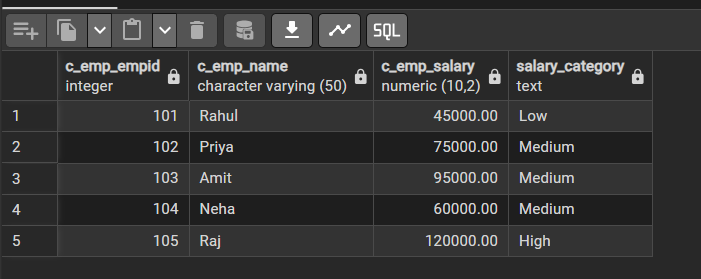 SQL
c_emp_empid c_emp_name c_emp_salary salary_category
integer character varying (50) numeric (10,2) text
1 101 Rahul 45000.00 Low
2 102 Priya 75000.00 Medium
3 103 Amit 95000.00 Medium
4 104 Neha 60000.00 Medium
5 105 Raj 120000.00 High